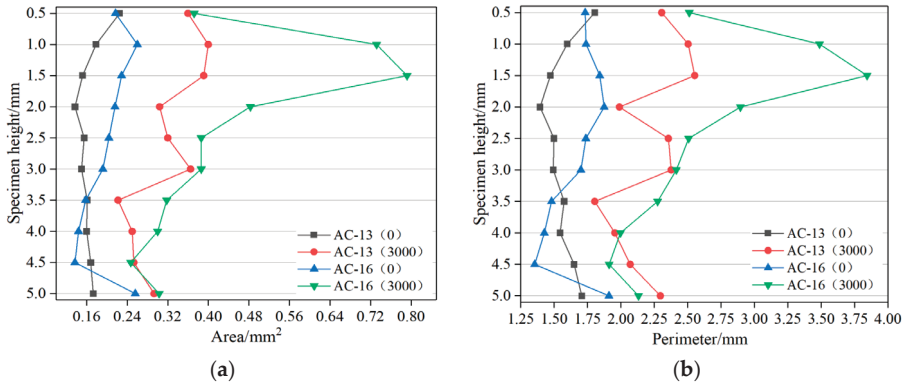 0.5
1.0
1.5
2.0
2.5
3.0
3.5
4.0
4.5
5.0
Specimen height/mm
AC-13（0）
AC-13（3000）
AC-16（0）
AC-16（3000）
0.16 0.24 0.32 0.40 0.48 0.56 0.64 0.72 0.80
Area/mm²
(a)
0.5
1.0
1.5
2.0
2.5
3.0
3.5
4.0
4.5
5.0
Specimen height/mm
AC-13（0）
AC-13（3000）
AC-16（0）
AC-16（3000）
1.25 1.50 1.75 2.00 2.25 2.50 2.75 3.00 3.25 3.50 3.75 4.00
Perimeter/mm
(b)